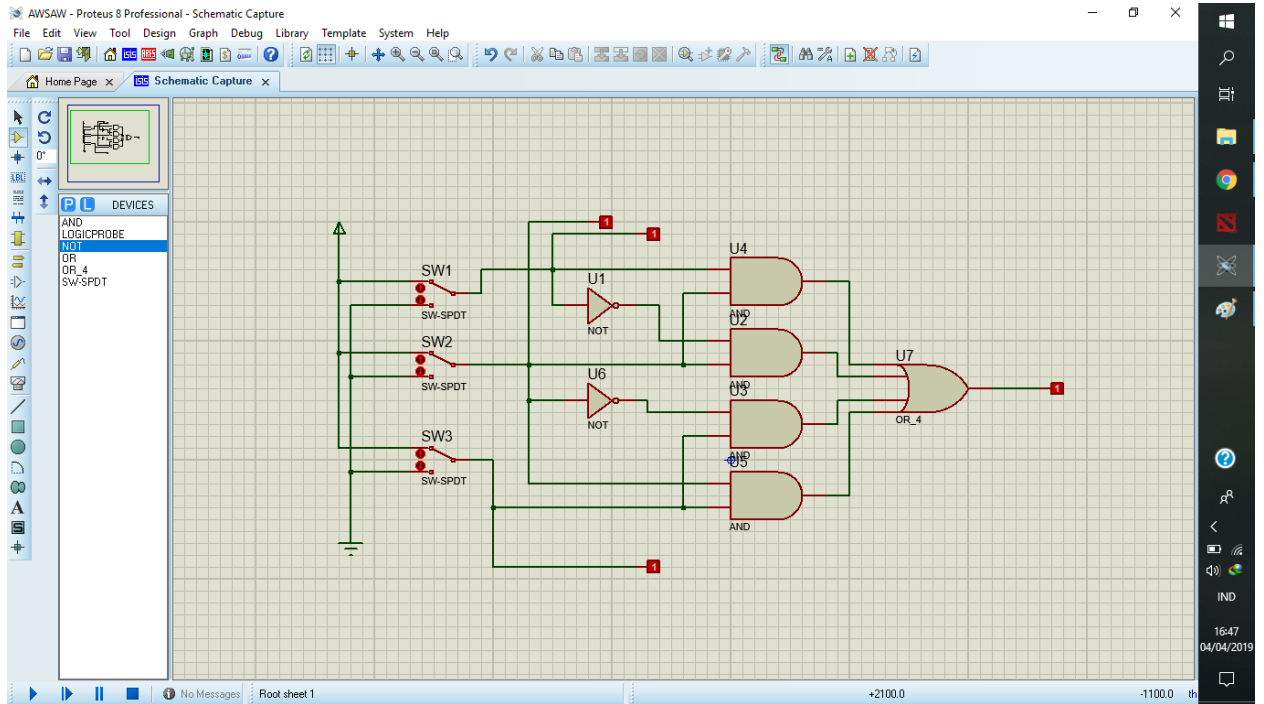 AWSAW - Proteus 8 Professional - Schematic Capture
File Edit View Tool Design Graph Debug Library Template System Help
Home Page x
Schematic Capture x
0°
LBL
P L DEVICES
AND
LOGICPROBE
NOT
OR
OR_4
SW-SPDT
A
S
1
1
SW1
SW-SPDT
U1
NOT
U4
AND
U2
AND
SW2
SW-SPDT
U6
NOT
U3
AND
U7
OR_4
1
SW3
SW-SPDT
U5
AND
1
No Messages
Root sheet 1
+2100.0
-1100.0
th
IND
16:47
04/04/2019